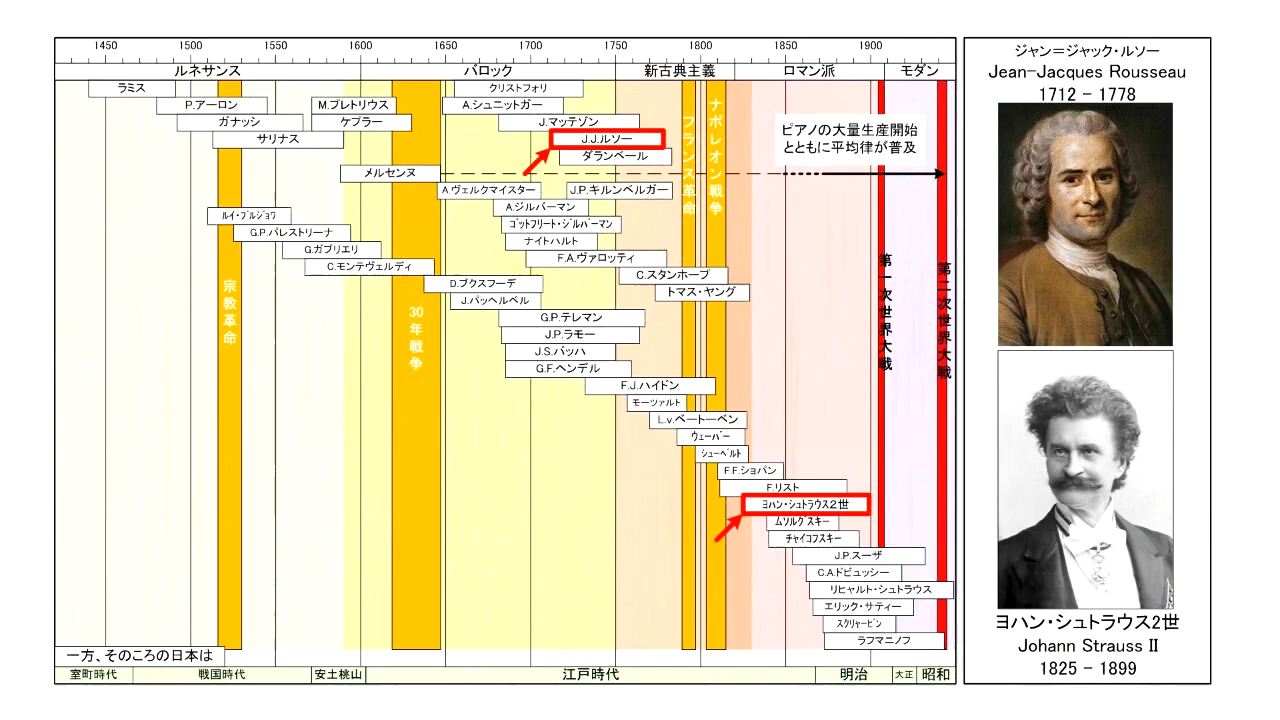 1450 1500 1550 1600 1650 1700 1750 1800 1850 1900
ルネサンス バロック 新古典主義 ロマン派 モダン
ラミス クリストフォリ
P.アーロン M.プレトリウス A.シュニットガー
ガナッシ ケプラー J.マッテゾン
サリナス J.J.ルソー
ダランベール
メルセンヌ
A.ヴェルクマイスター J.P.キルンベルガー
A.ジルバーマン
ルイ・ブルジョワ ゴットフリート・ジルバーマン
G.P.パレストリーナ ナイトハルト
G.ガブリエリ F.A.ヴァロッティ
C.モンテヴェルディ C.スタンホープ
D.ブクスフーデ トマス・ヤング
J.パッヘルベル
G.P.テレマン
J.P.ラモー
J.S.バッハ
G.F.ヘンデル
F.J.ハイドン
モーツァルト
L.v.ベートーベン
ウェーバー
シューベルト
F.F.ショパン
F.リスト
ヨハン・シュトラウス2世
ムソルグスキー
チャイコフスキー
J.P.スーザ
C.A.ドビュッシー
リヒャルト・シュトラウス
エリック・サティー
スクリャービン
ラフマニノフ
宗教革命
30年戦争
フランス革命
ナポレオン戦争
第一次世界大戦
第二次世界大戦
ピアノの大量生産開始
とともに平均律が普及
一方、そのころの日本は
室町時代 戦国時代 安土桃山 江戸時代 明治 大正 昭和
ジャン＝ジャック・ルソー
Jean-Jacques Rousseau
1712 - 1778
ヨハン・シュトラウス2世
Johann Strauss II
1825 - 1899